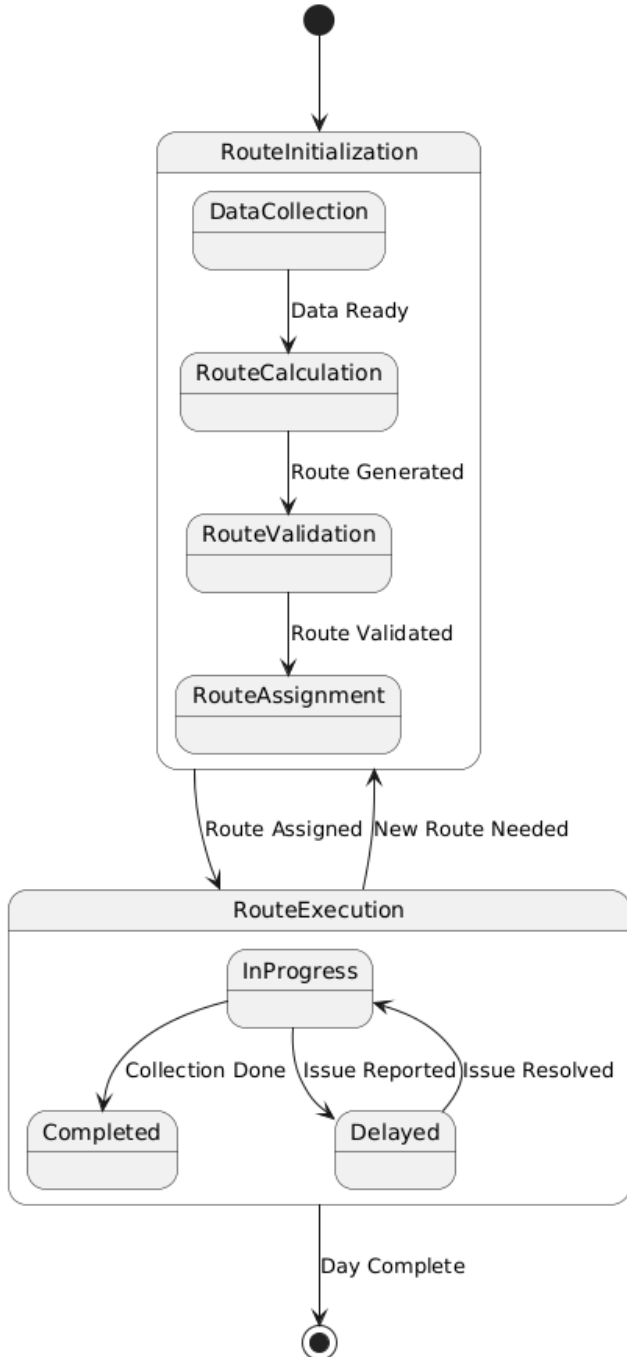 RouteInitialization
DataCollection
Data Ready
RouteCalculation
Route Generated
RouteValidation
Route Validated
RouteAssignment
Route Assigned
New Route Needed
RouteExecution
InProgress
Collection Done
Issue Reported
Issue Resolved
Completed
Delayed
Day Complete